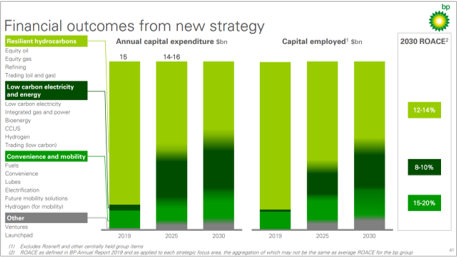 bp
Financial outcomes from new strategy
Resilient hydrocarbons
Equity oil
Equity gas
Refining
Trading (oil and gas)
Low carbon electricity
and energy
Low carbon electricity
Integrated gas and power
Bioenergy
CCUS
Hydrogen
Trading (low carbon)
Convenience and mobility
Fuels
Convenience
Lubes
Electrification
Future mobility solutions
Hydrogen (for mobility)
Other
Ventures
Launchpad
Annual capital expenditure $bn
15
14-16
2019
2025
2030
Capital employed¹ $bn
2019
2025
2030
2030 ROACE²
12-14%
8-10%
15-20%
(1) Excludes Rosneft and other centrally held group items
(2) ROACE as defined in BP Annual Report 2019 and as applied to each strategic focus area, the aggregation of which may not be the same as average ROACE for the bp group